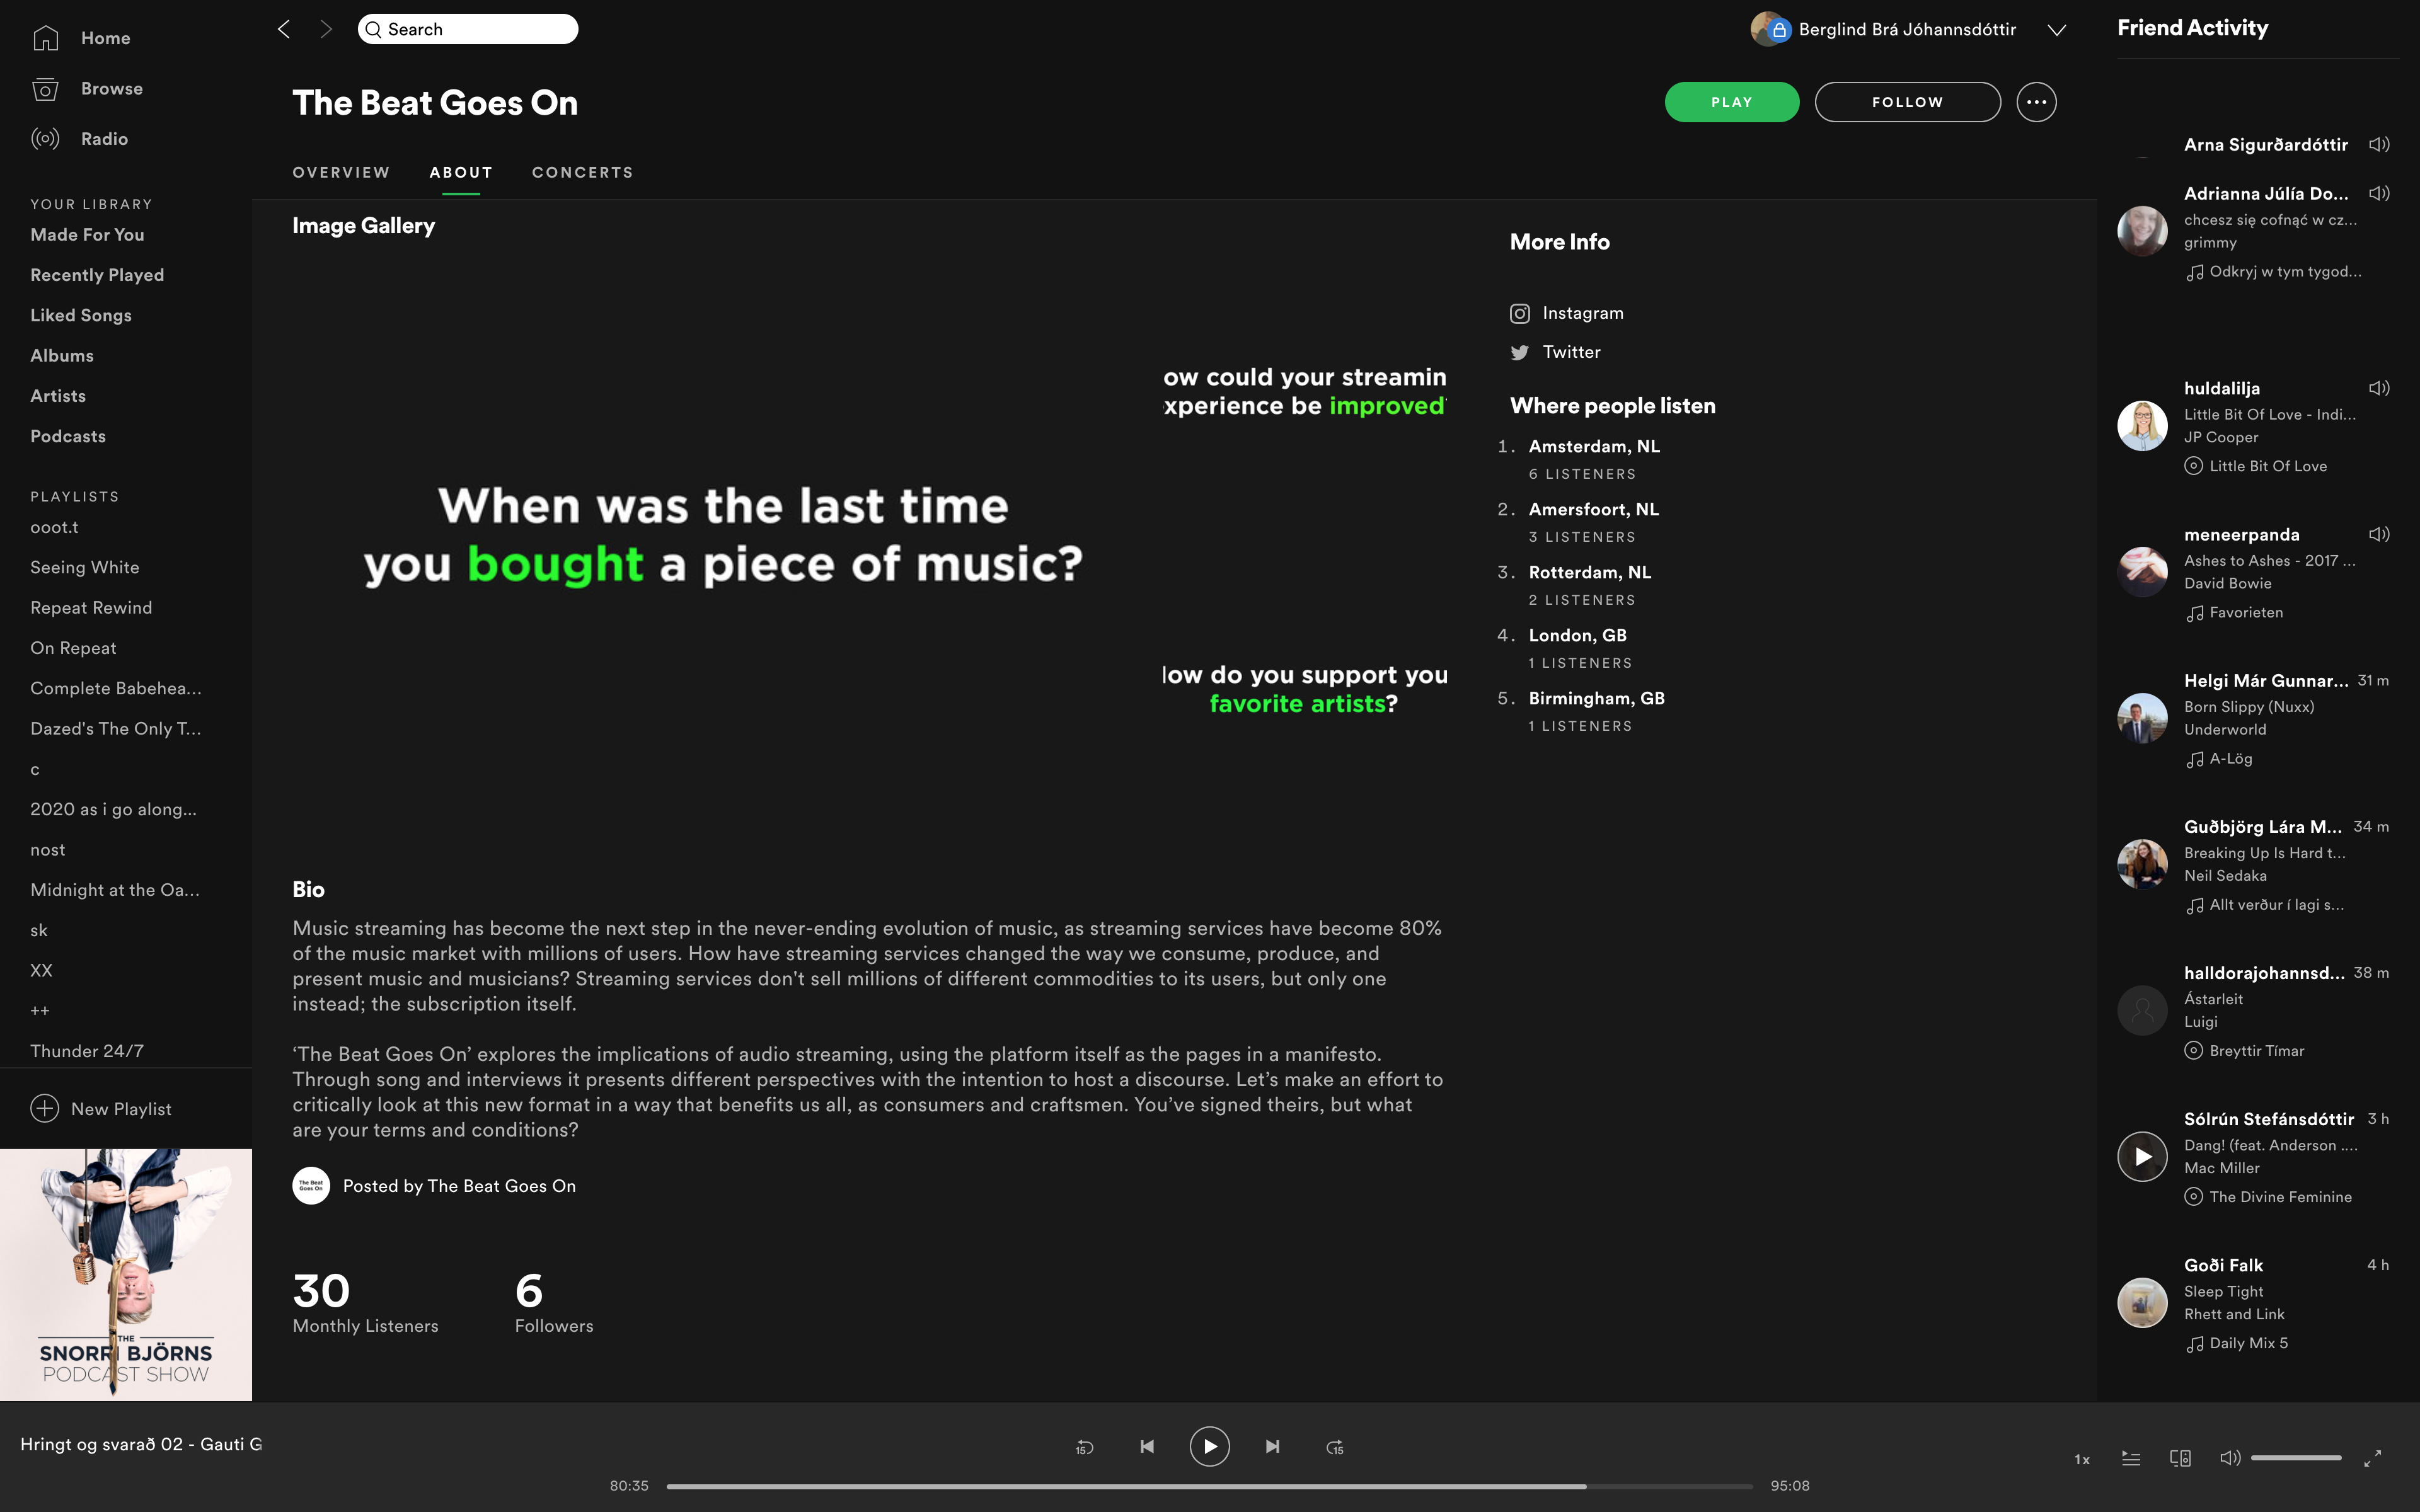 Home
Browse
Radio
YOUR LIBRARY
Made For You
Recently Played
Liked Songs
Albums
Artists
Podcasts
PLAYLISTS
ooot.t
Seeing White
Repeat Rewind
On Repeat
Complete Babehea...
Dazed's The Only T...
c
2020 as i go along...
nost
Midnight at the Oa...
sk
XX
++
Thunder 24/7
New Playlist
THE
SNORRI BJÖRNS
PODCAST SHOW
Search
Berglind Brá Jóhannsdóttir
The Beat Goes On
PLAY
FOLLOW
OVERVIEW
ABOUT
CONCERTS
Image Gallery
When was the last time
you bought a piece of music?
ow could your streamin
xperience be improved
low do you support you
favorite artists?
More Info
Instagram
Twitter
Where people listen
1. Amsterdam, NL
6 LISTENERS
2. Amersfoort, NL
3 LISTENERS
3. Rotterdam, NL
2 LISTENERS
4. London, GB
1 LISTENERS
5. Birmingham, GB
1 LISTENERS
Bio
Music streaming has become the next step in the never-ending evolution of music, as streaming services have become 80%
of the music market with millions of users. How have streaming services changed the way we consume, produce, and
present music and musicians? Streaming services don't sell millions of different commodities to its users, but only one
instead; the subscription itself.
‘The Beat Goes On’ explores the implications of audio streaming, using the platform itself as the pages in a manifesto.
Through song and interviews it presents different perspectives with the intention to host a discourse. Let’s make an effort to
critically look at this new format in a way that benefits us all, as consumers and craftsmen. You’ve signed theirs, but what
are your terms and conditions?
The Beat
Goes On
Posted by The Beat Goes On
30
Monthly Listeners
6
Followers
Friend Activity
Arna Sigurðardóttir
Adrianna Júlía Do...
chcesz się cofnąć w cz...
grimmy
Odkryj w tym tygod...
huldalilja
Little Bit Of Love - Indi...
JP Cooper
Little Bit Of Love
meneerpanda
Ashes to Ashes - 2017 ...
David Bowie
Favorieten
Helgi Már Gunnar... 31 m
Born Slippy (Nuxx)
Underworld
A-Lög
Guðbjörg Lára M... 34 m
Breaking Up Is Hard t...
Neil Sedaka
Allt verður í lagi s...
halldorajohannsd... 38 m
Ástarleit
Luigi
Breyttir Tímar
Sólrún Stefánsdóttir 3 h
Dang! (feat. Anderson ....
Mac Miller
The Divine Feminine
Goði Falk 4 h
Sleep Tight
Rhett and Link
Daily Mix 5
Hringt og svarað 02 - Gauti G
15
15
80:35
95:08
1x